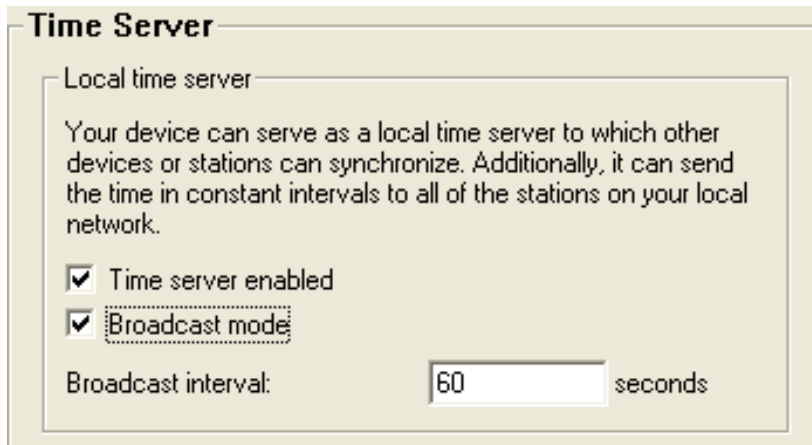 Time Server
Local time server
Your device can serve as a local time server to which other
devices or stations can synchronize. Additionally, it can send
the time in constant intervals to all of the stations on your local
network.
Time server enabled
Broadcast mode
Broadcast interval: 60 seconds